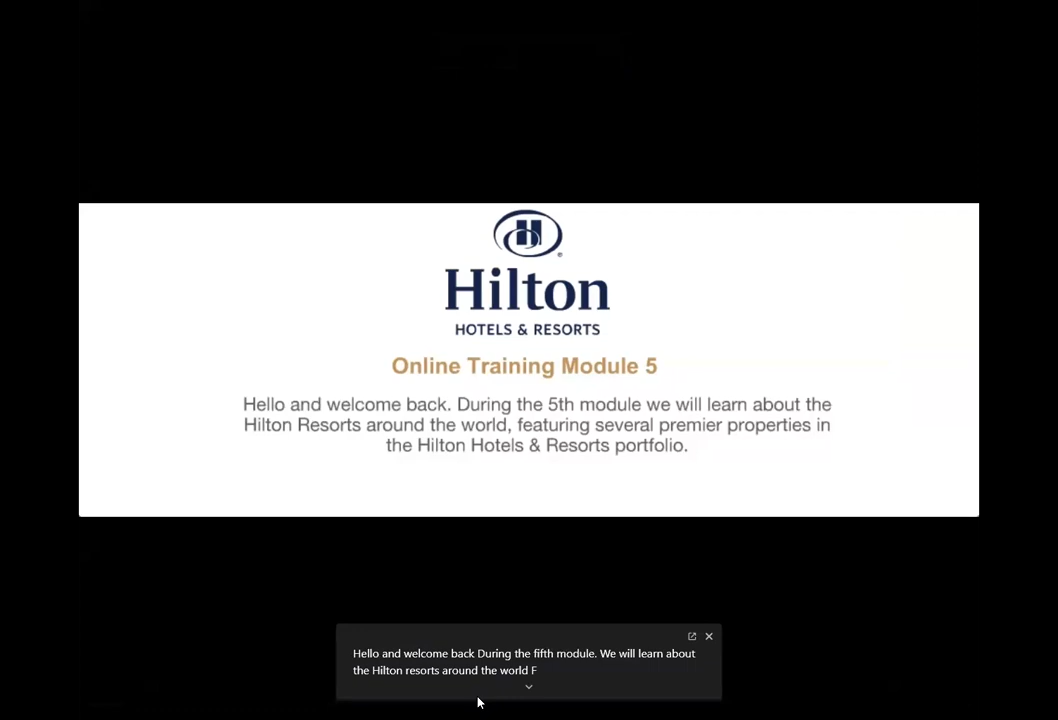 Hilton
HOTELS & RESORTS
Online Training Module 5
Hello and welcome back. During the 5th module we will learn about the
Hilton Resorts around the world, featuring several premier properties in
the Hilton Hotels & Resorts portfolio.
Hello and welcome back During the fifth module. We will learn about
the Hilton resorts around the world F